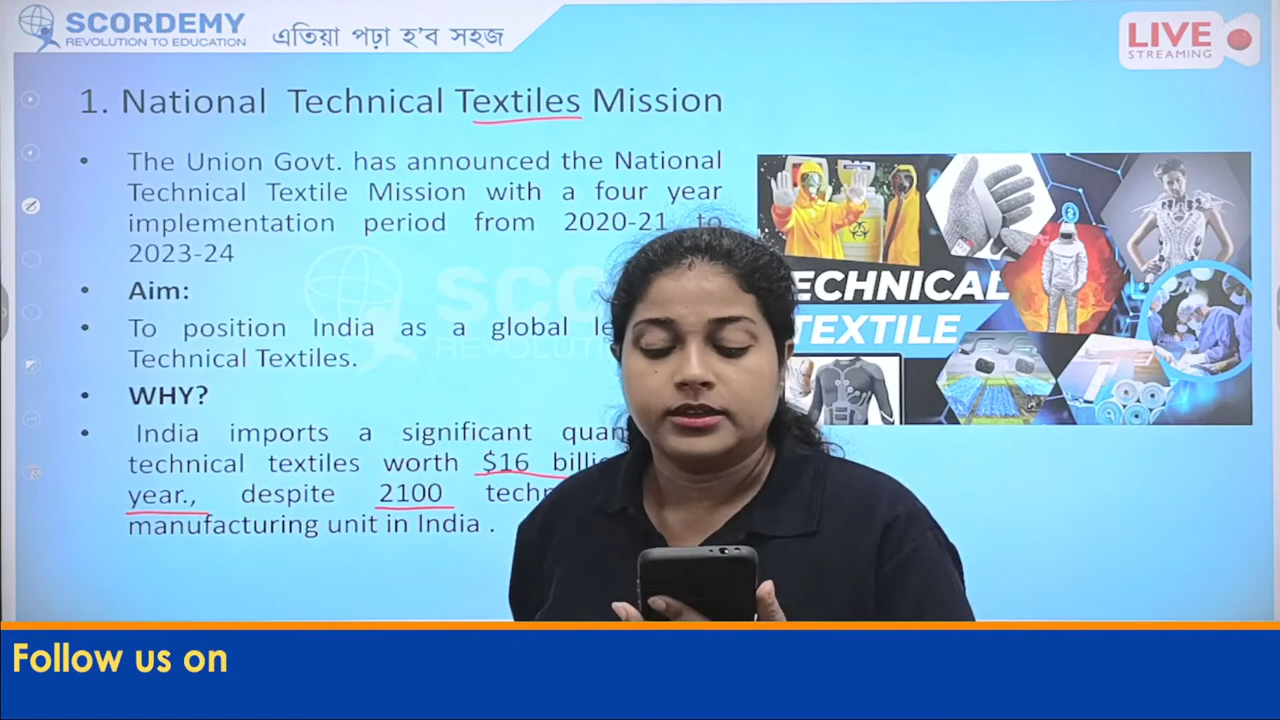 SCORDEMY
REVOLUTION TO EDUCATION
এতিয়া পঢ়া হ'ব সহজ
LIVE
STREAMING
1. National Technical Textiles Mission
• The Union Govt. has announced the National
Technical Textile Mission with a four year
implementation period from 2020-21 to
2023-24
• Aim:
• To position India as a global
Technical Textiles.
• WHY?
• India imports a significant
technical textiles worth $16
year., despite 2100
manufacturing unit in India .
TEXTILE
Follow us on